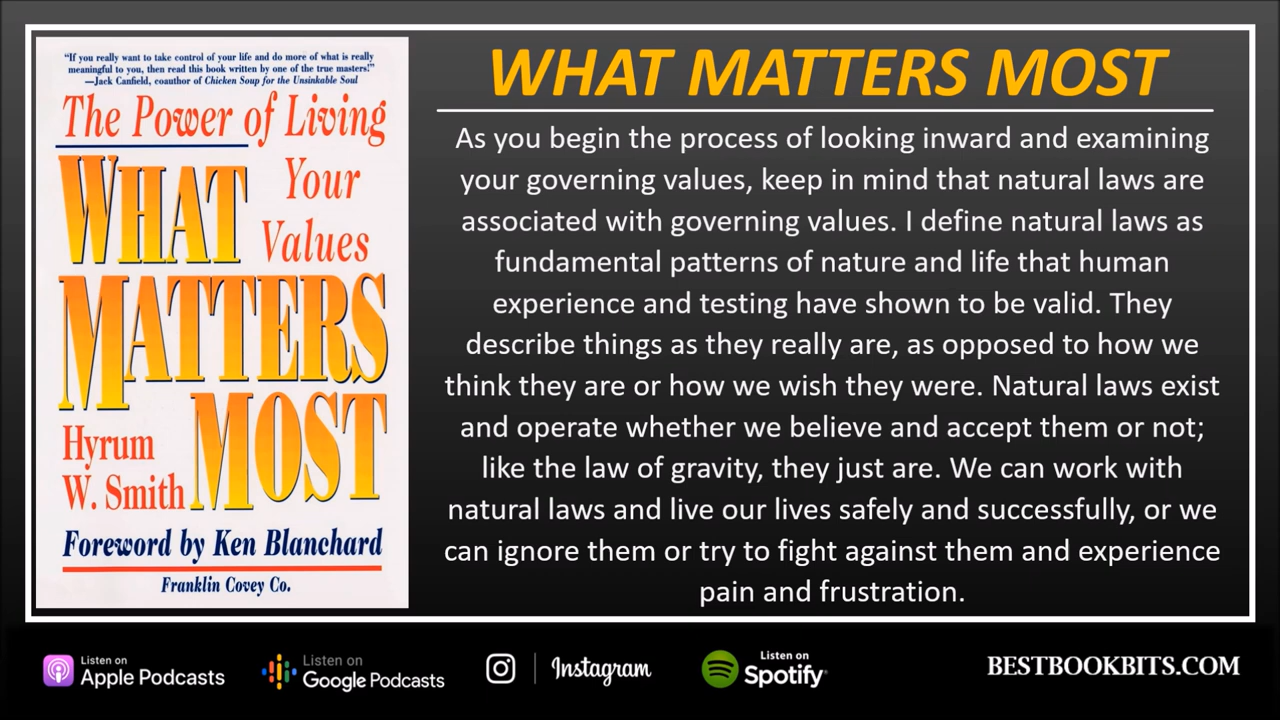 "If you really want to take control of your life and do more of what is really
meaningful to you, then read this book written by one of the true masters!"
—Jack Canfield, coauthor of Chicken Soup for the Unsinkable Soul
The Power of Living
Your
Values
WHAT
MATTERS
MOST
Hyrum
W. Smith
Foreword by Ken Blanchard
Franklin Covey Co.
WHAT MATTERS MOST
As you begin the process of looking inward and examining
your governing values, keep in mind that natural laws are
associated with governing values. I define natural laws as
fundamental patterns of nature and life that human
experience and testing have shown to be valid. They
describe things as they really are, as opposed to how we
think they are or how we wish they were. Natural laws exist
and operate whether we believe and accept them or not;
like the law of gravity, they just are. We can work with
natural laws and live our lives safely and successfully, or we
can ignore them or try to fight against them and experience
pain and frustration.
Listen on
Apple Podcasts
Listen on
Google Podcasts
Instagram
Listen on
Spotify
BESTBOOKBITS.COM